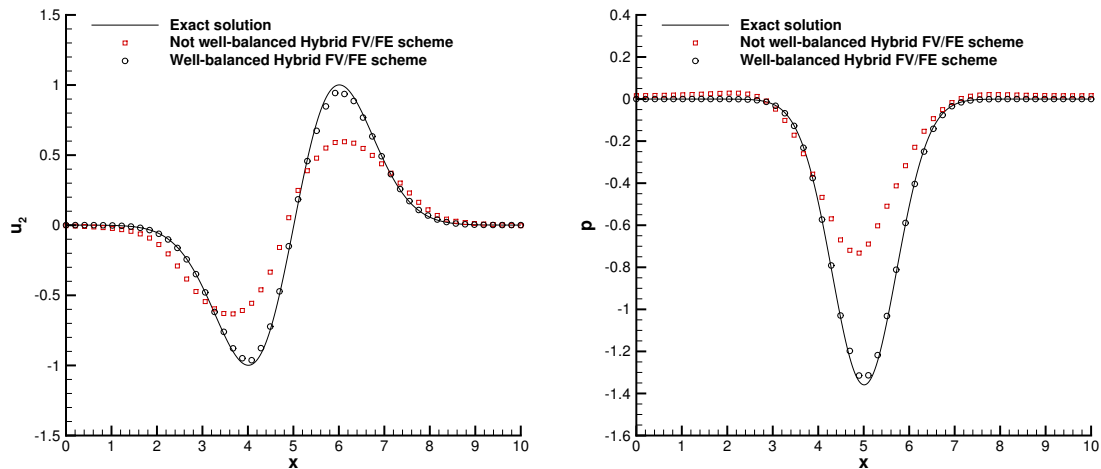 1.5
Exact solution
Not well-balanced Hybrid FV/FE scheme
Well-balanced Hybrid FV/FE scheme
1
0.5
0
-0.5
-1
-1.5
u2
0 1 2 3 4 5 6 7 8 9 10
x
0.4
Exact solution
Not well-balanced Hybrid FV/FE scheme
Well-balanced Hybrid FV/FE scheme
0.2
0
-0.2
-0.4
-0.6
-0.8
-1
-1.2
-1.4
-1.6
p
0 1 2 3 4 5 6 7 8 9 10
x